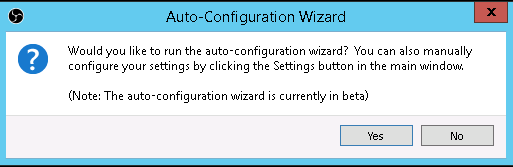 Auto-Configuration Wizard
Would you like to run the auto-configuration wizard? You can also manually
configure your settings by clicking the Settings button in the main window.
(Note: The auto-configuration wizard is currently in beta)
Yes No